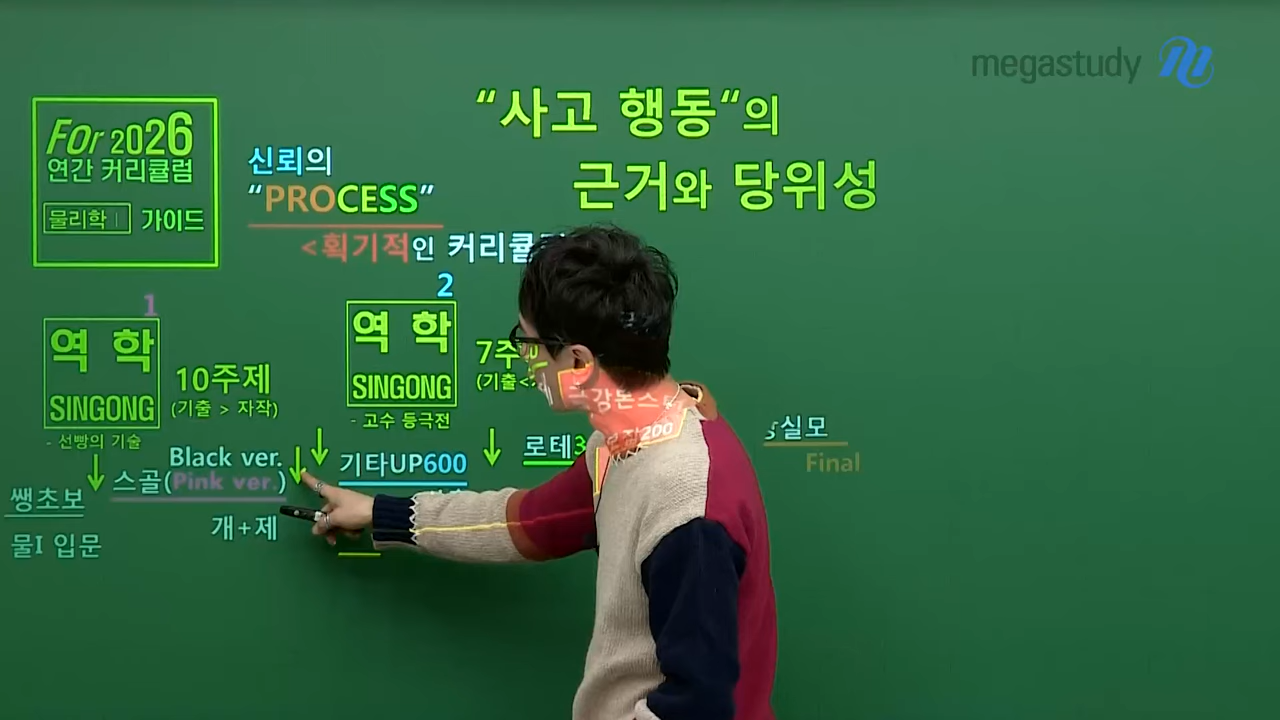 megastudy
For 2026
연간 커리큘럼
물리학 I 가이드
“사고 행동“의
근거와 당위성
신뢰의
“PROCESS”
<획기적인 커리큘
1
역 학
SINGONG
- 선빵의 기술
10주제
(기출 > 자작)
2
역 학
SINGONG
- 고수 등극전
7주
(기출<
쌩초보
물I 입문
Black ver.
스골(Pink ver.)
개+제
기타UP600
로테3
실모
Final